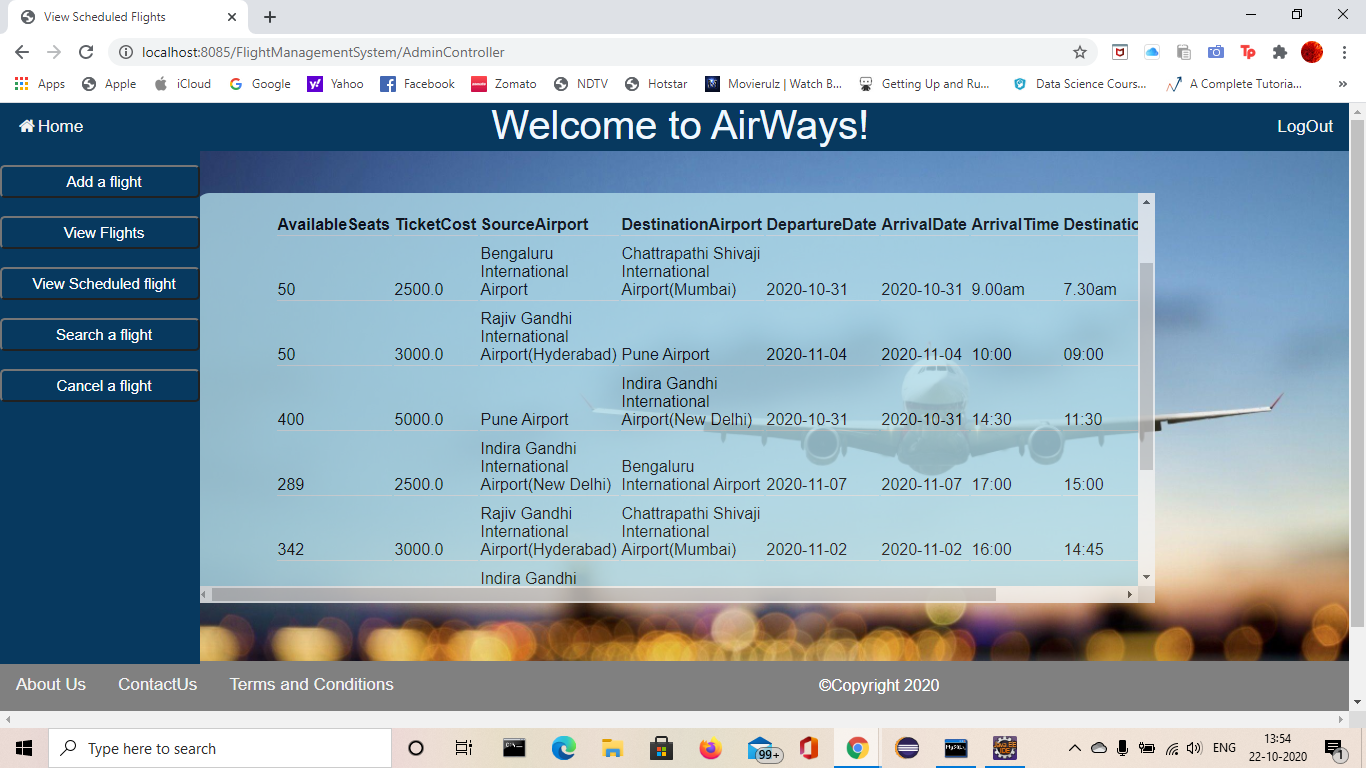 View Scheduled Flights
localhost:8085/FlightManagementSystem/AdminController
Apps Apple iCloud Google Yahoo Facebook Zomato NDTV Hotstar Movierulz | Watch B... Getting Up and Ru... Data Science Cours... A Complete Tutoria... »
Home Welcome to AirWays! LogOut
Add a flight
View Flights
View Scheduled flight
Search a flight
Cancel a flight
AvailableSeats TicketCost SourceAirport DestinationAirport DepartureDate ArrivalDate ArrivalTime Destinatio
Bengaluru Chattrapathi Shivaji
International International
50 2500.0 Airport Airport(Mumbai) 2020-10-31 2020-10-31 9.00am 7.30am
Rajiv Gandhi
International
50 3000.0 Airport(Hyderabad) Pune Airport 2020-11-04 2020-11-04 10:00 09:00
Indira Gandhi
International
400 5000.0 Pune Airport Airport(New Delhi) 2020-10-31 2020-10-31 14:30 11:30
Indira Gandhi
International Bengaluru
289 2500.0 Airport(New Delhi) International Airport 2020-11-07 2020-11-07 17:00 15:00
Rajiv Gandhi Chattrapathi Shivaji
International International
342 3000.0 Airport(Hyderabad) Airport(Mumbai) 2020-11-02 2020-11-02 16:00 14:45
Indira Gandhi
About Us ContactUs Terms and Conditions ©Copyright 2020
Type here to search 99+ ENG 13:54
22-10-2020 1